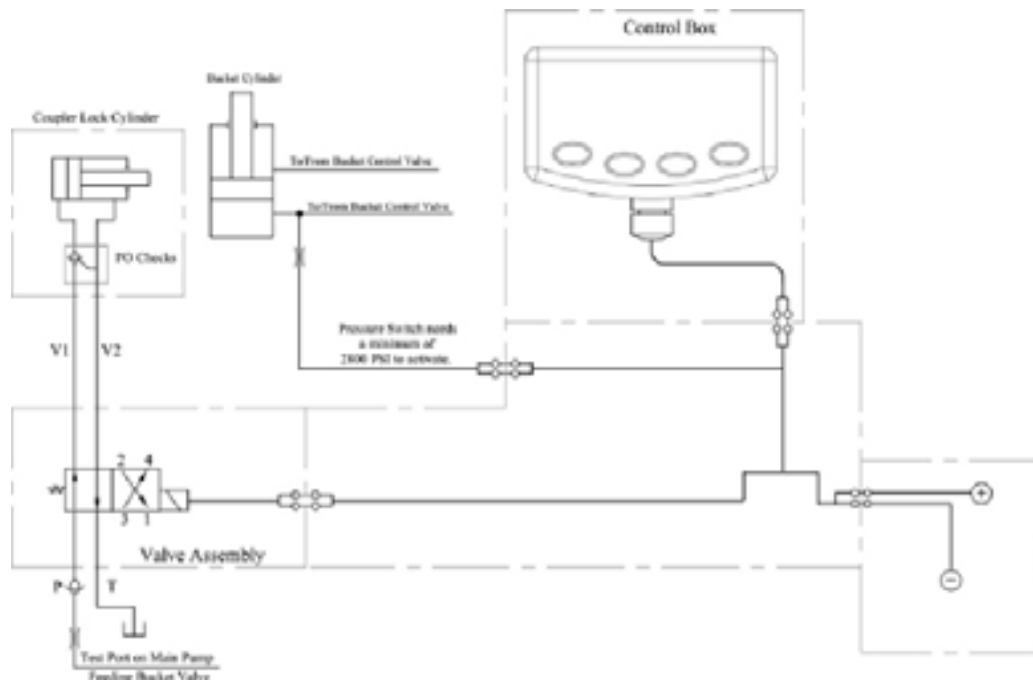 Control Box
Bucket Cylinder
Coupler Lock/Cylinder
To/From Bucket Control Valve
To/From Bucket Control Valve
PO Checks
Pressure Switch needs
a minimum of
2800 PSI to activate.
V1 V2
2 4
3 1
Valve Assembly
P T
+
−
Test Port on Main Pump
Feeding Bucket Valve